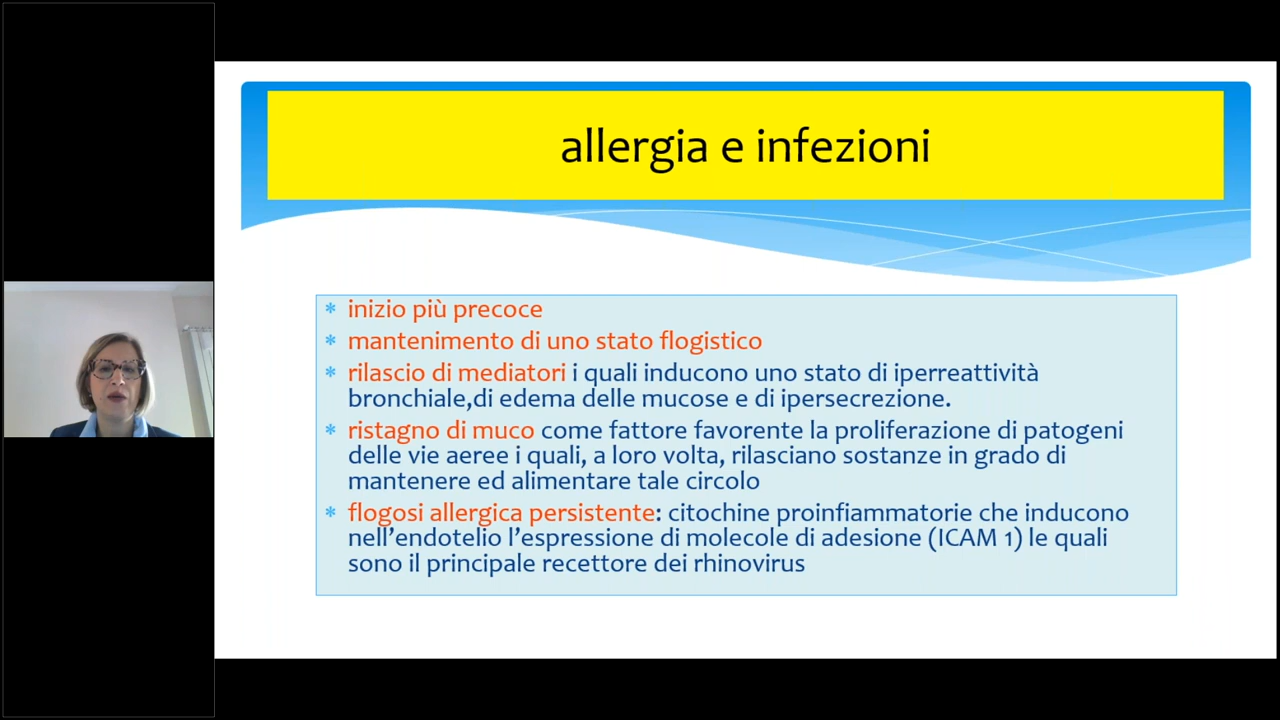 allergia e infezioni
* inizio più precoce
* mantenimento di uno stato flogistico
* rilascio di mediatori i quali inducono uno stato di iperreattività
bronchiale,di edema delle mucose e di ipersecrezione.
* ristagno di muco come fattore favorente la proliferazione di patogeni
delle vie aeree i quali, a loro volta, rilasciano sostanze in grado di
mantenere ed alimentare tale circolo
* flogosi allergica persistente: citochine proinfiammatorie che inducono
nell’endotelio l’espressione di molecole di adesione (ICAM 1) le quali
sono il principale recettore dei rhinovirus